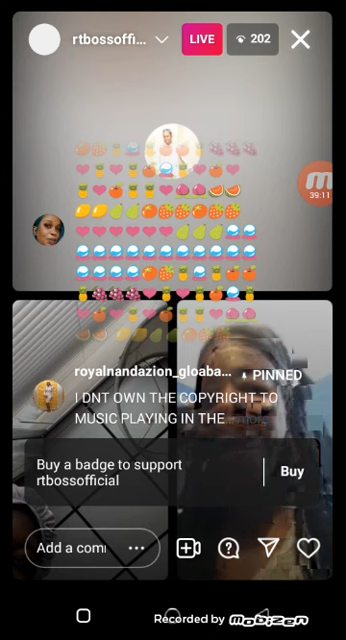 rtbossoffi...
LIVE
202
39:11
royalnandazion_gloaba...
PINNED
I DNT OWN THE COPYRIGHT TO
MUSIC PLAYING IN THE
Buy a badge to support
rtbossofficial
Buy
Add a com
Recorded by mobizen